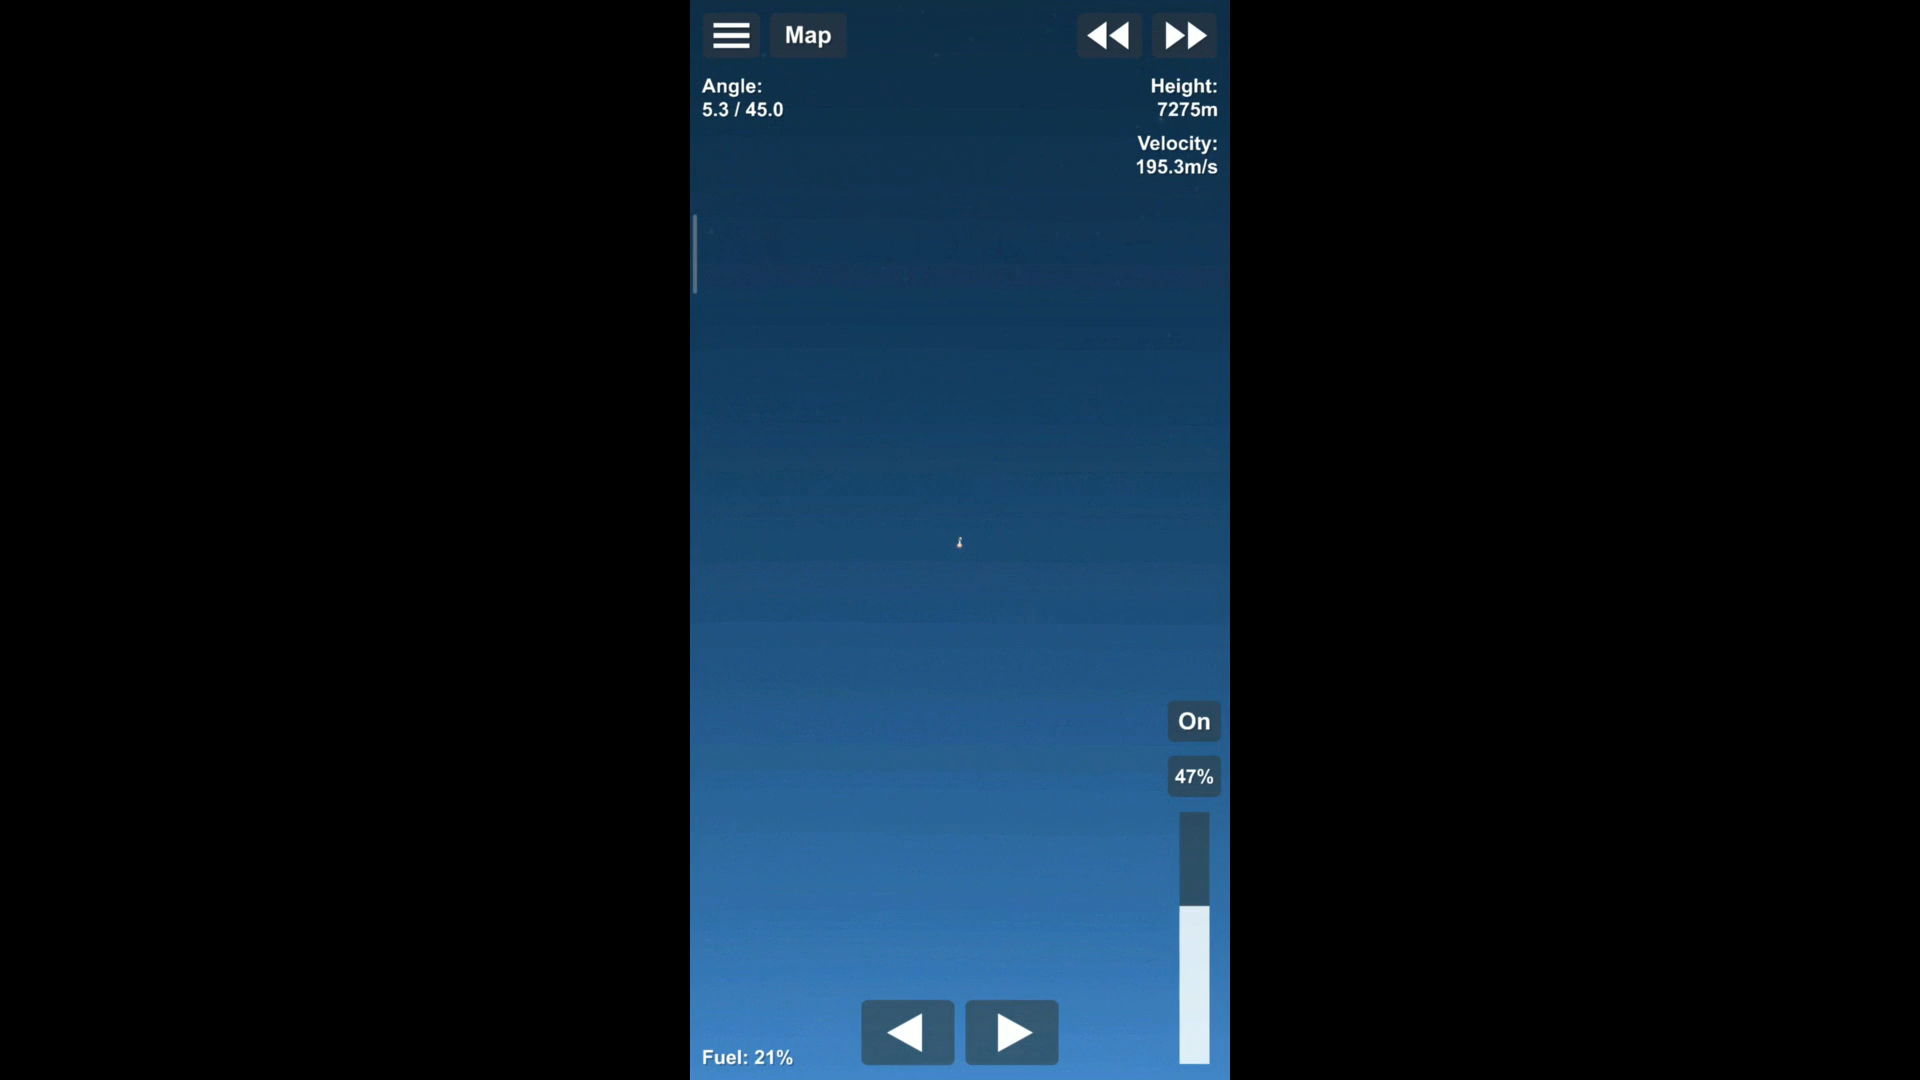 Map
Angle:
5.3 / 45.0
Height:
7275m
Velocity:
195.3m/s
On
47%
Fuel: 21%